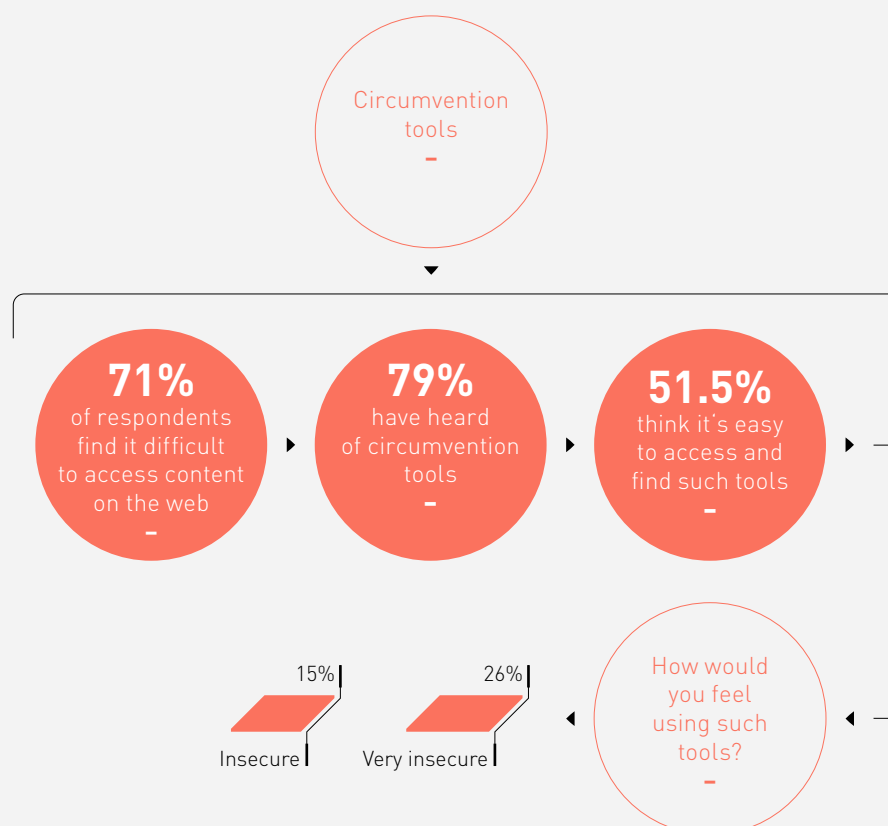 Circumvention
tools
–
71%
of respondents
find it difficult
to access content
on the web
–
79%
have heard
of circumvention
tools
–
51.5%
think it's easy
to access and
find such tools
–
How would
you feel
using such
tools?
–
26%
Very insecure
15%
Insecure